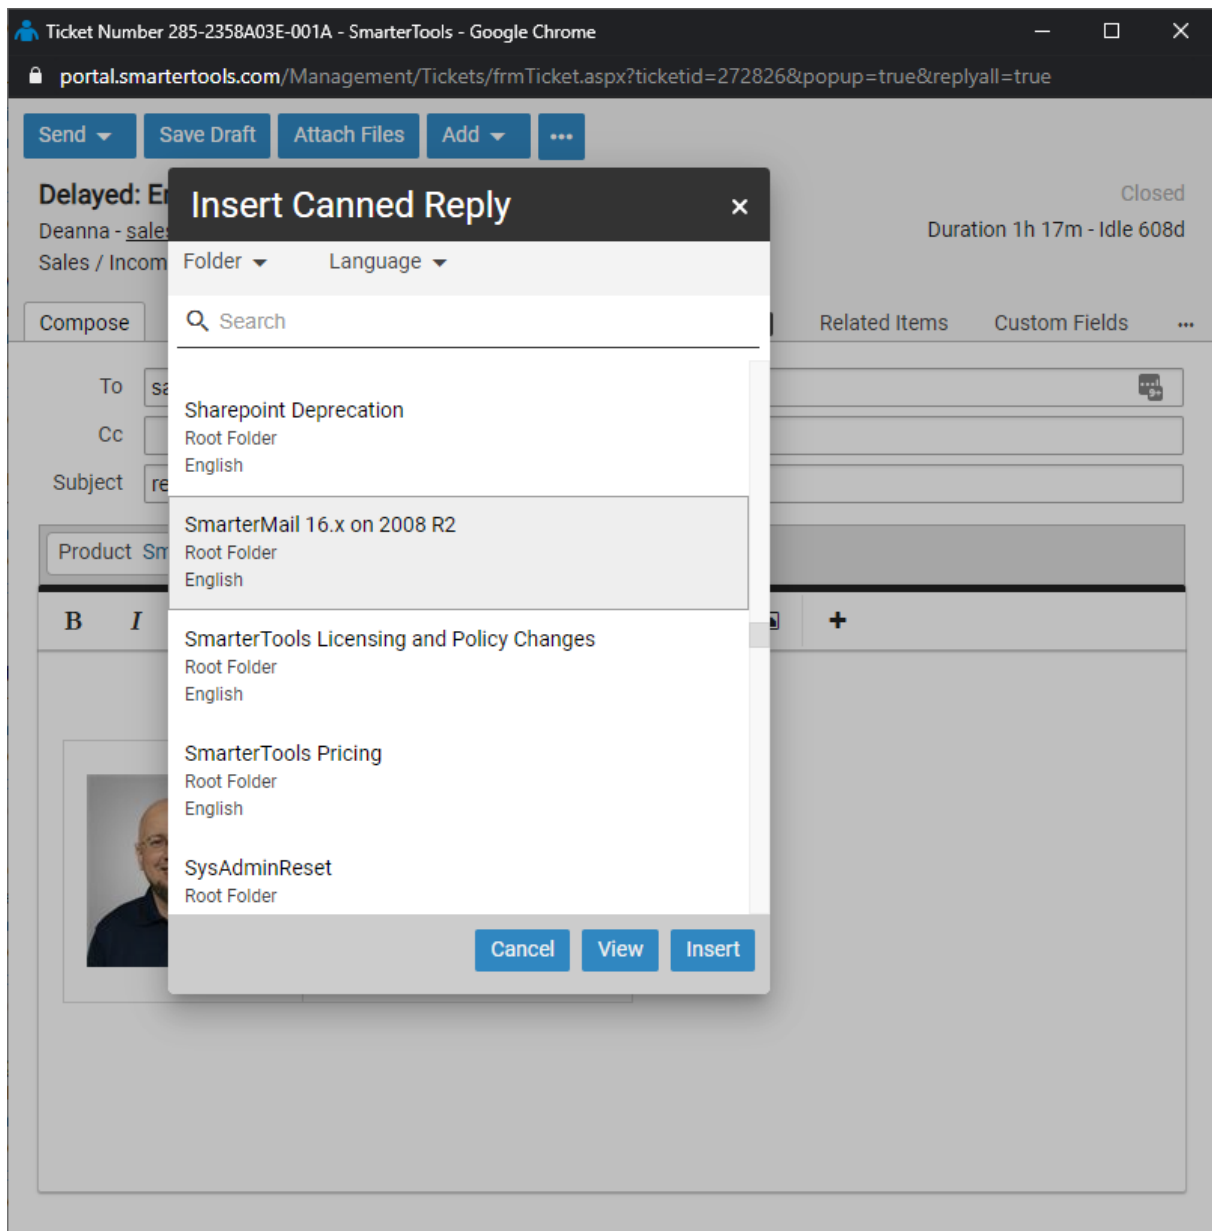 Ticket Number 285-2358A03E-001A - SmarterTools - Google Chrome
portal.smartertools.com/Management/Tickets/frmTicket.aspx?ticketid=272826&popup=true&replyall=true
Send Save Draft Attach Files Add
Delayed:
Closed
Deanna -
Duration 1h 17m - Idle 608d
Sales /
Insert Canned Reply
Folder Language
Search
Compose Related Items Custom Fields
To
Cc
Subject
Product
B I
9+
Sharepoint Deprecation
Root Folder
English
SmarterMail 16.x on 2008 R2
Root Folder
English
SmarterTools Licensing and Policy Changes
Root Folder
English
SmarterTools Pricing
Root Folder
English
SysAdminReset
Root Folder
Cancel View Insert